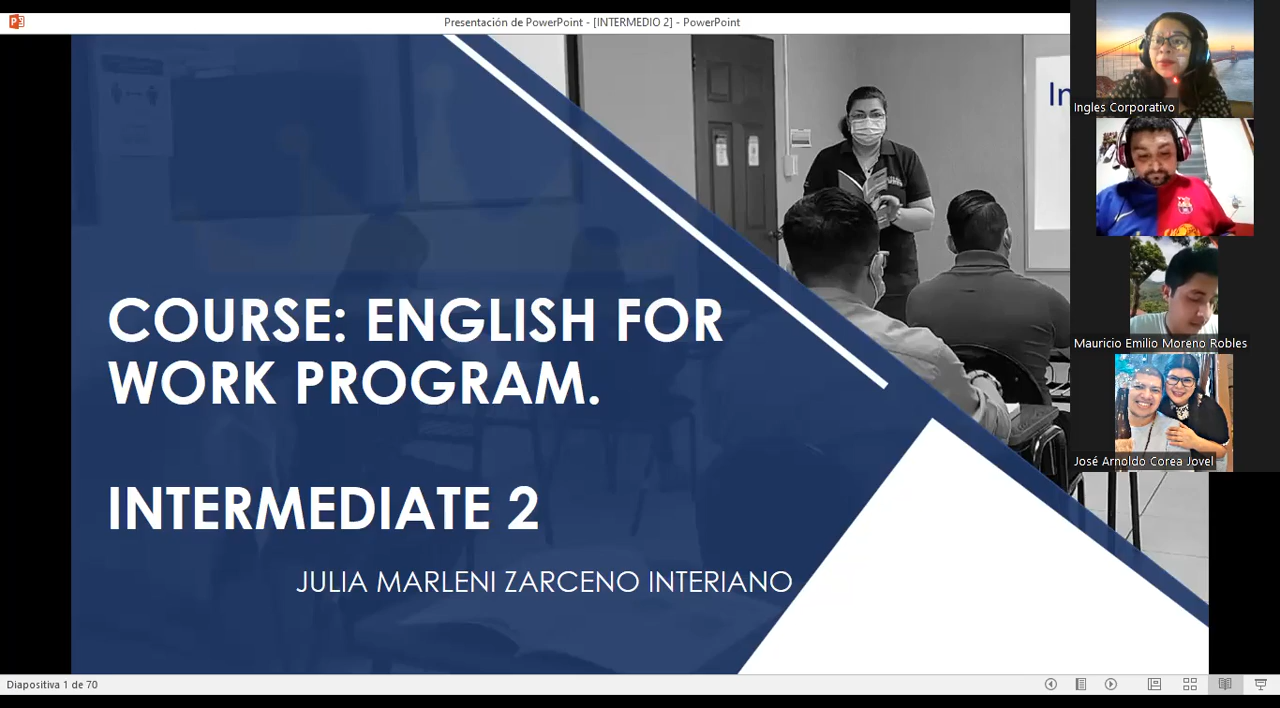 Presentación de PowerPoint - [INTERMEDIO 2] - PowerPoint
In
Ingles Corporativo
Mauricio Emilio Moreno Robles
José Arnoldo Corea Jovel
COURSE: ENGLISH FOR
WORK PROGRAM.
INTERMEDIATE 2
JULIA MARLENI ZARCENO INTERIANO
Diapositiva 1 de 70